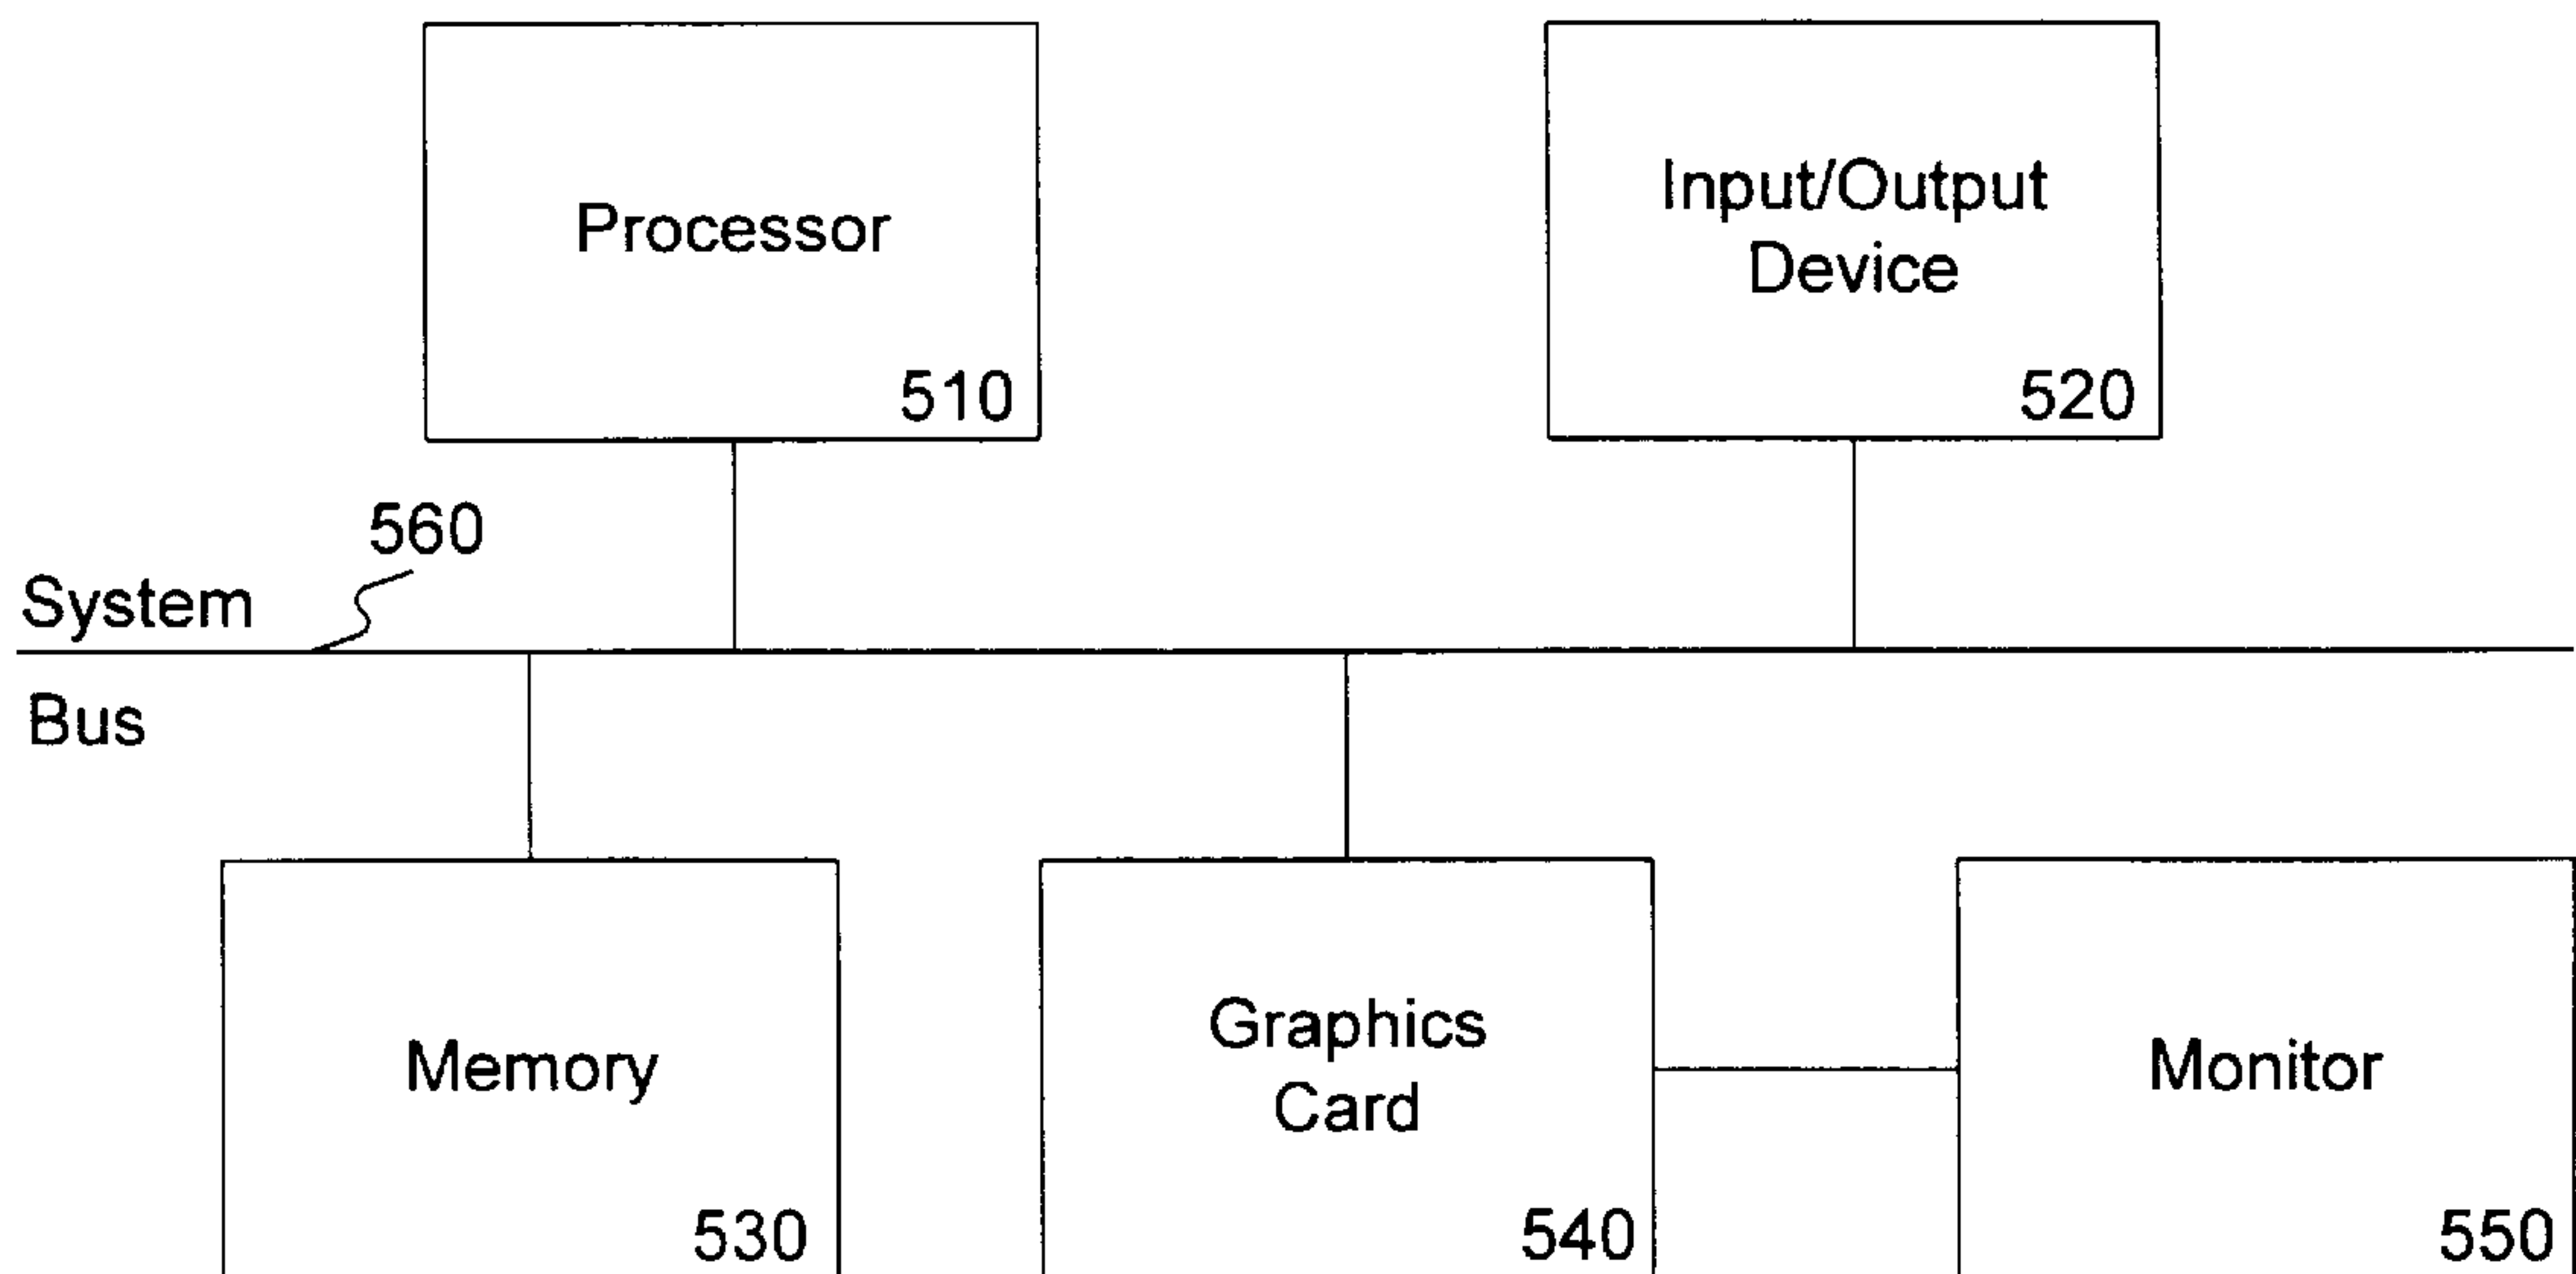 Processor
510
Input/Output
Device
520
560
System
Bus
Memory
530
Graphics
Card
540
Monitor
550